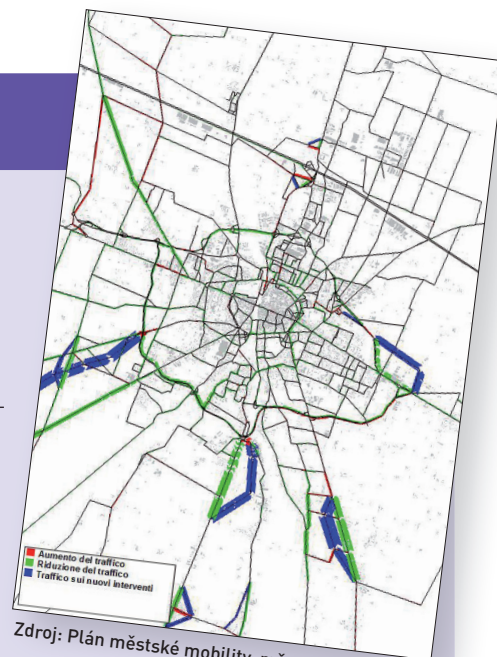 Aumento del traffico
Riduzione del traffico
Traffico sui nuovi interventi
Zdroj: Plán městské mobility